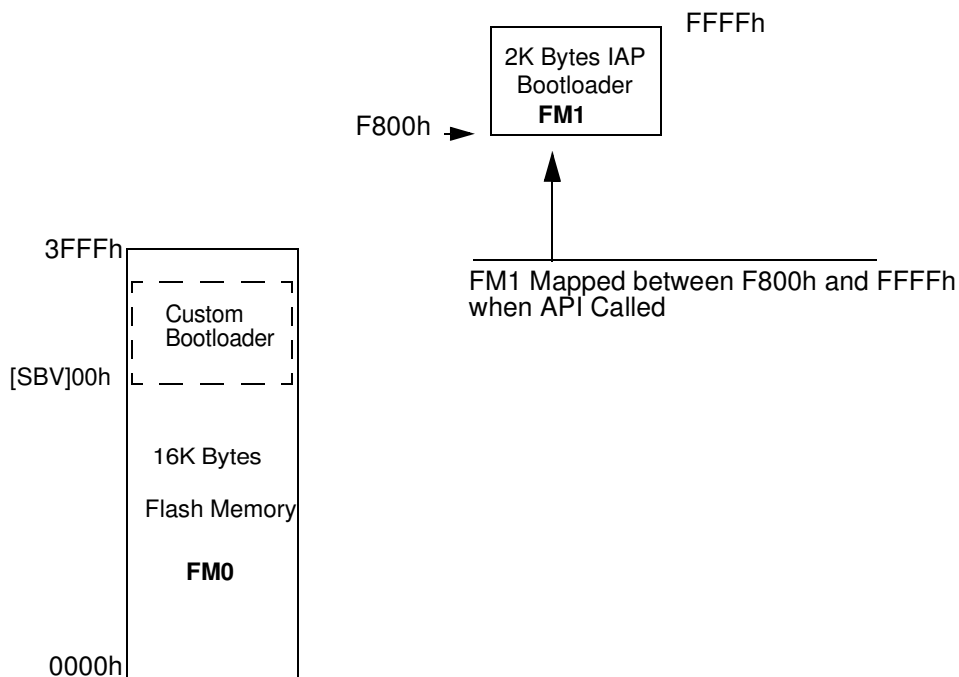 FFFFh
2K Bytes IAP
Bootloader
FM1
F800h
3FFFh
FM1 Mapped between F800h and FFFFh
when API Called
Custom
Bootloader
[SBV]00h
16K Bytes
Flash Memory
FM0
0000h